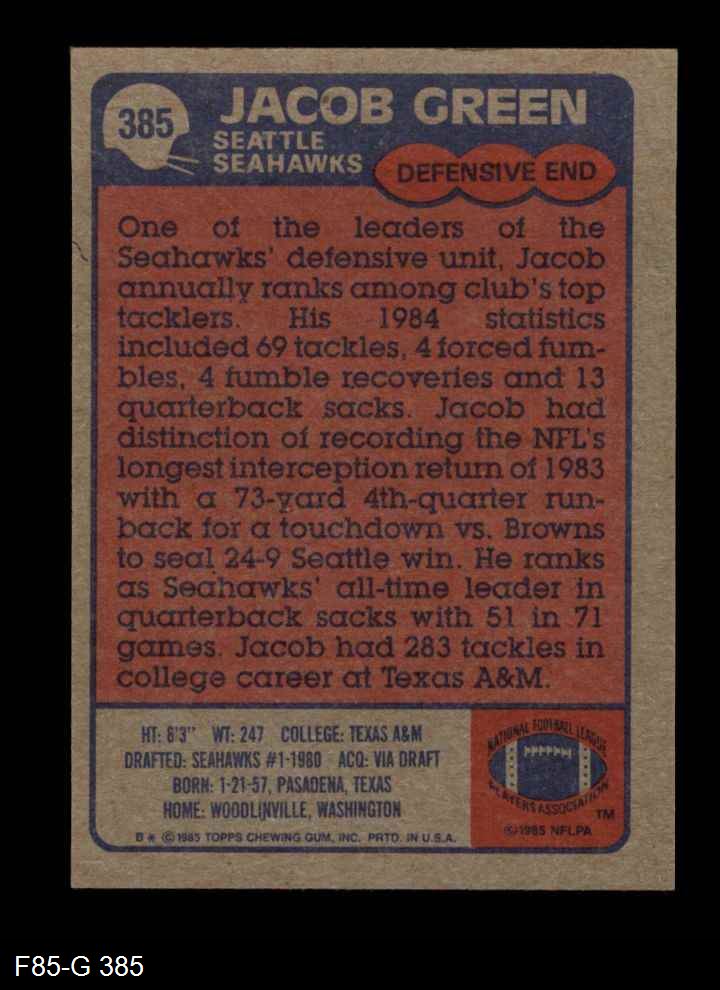 385
JACOB GREEN
SEATTLE
SEAHAWKS
DEFENSIVE END
One of the leaders of the
Seahawks' defensive unit, Jacob
annually ranks among club's top
tacklers. His 1984 statistics
included 69 tackles, 4 forced fum-
bles, 4 fumble recoveries and 13
quarterback sacks. Jacob had
distinction of recording the NFL's
longest interception return of 1983
with a 73-yard 4th-quarter run-
back for a touchdown vs. Browns
to seal 24-9 Seattle win. He ranks
as Seahawks' all-time leader in
quarterback sacks with 51 in 71
games. Jacob had 283 tackles in
college career at Texas A&M.
HT: 6'3" WT: 247 COLLEGE: TEXAS A&M
DRAFTED: SEAHAWKS #1-1980 ACQ: VIA DRAFT
BORN: 1-21-57, PASADENA, TEXAS
HOME: WOODLINVILLE, WASHINGTON
B * © 1985 TOPPS CHEWING GUM, INC. PRTD. IN U.S.A.
NATIONAL FOOTBALL LEAGUE
PLAYERS ASSOCIATION
TM
© 1985 NFLPA
F85-G 385